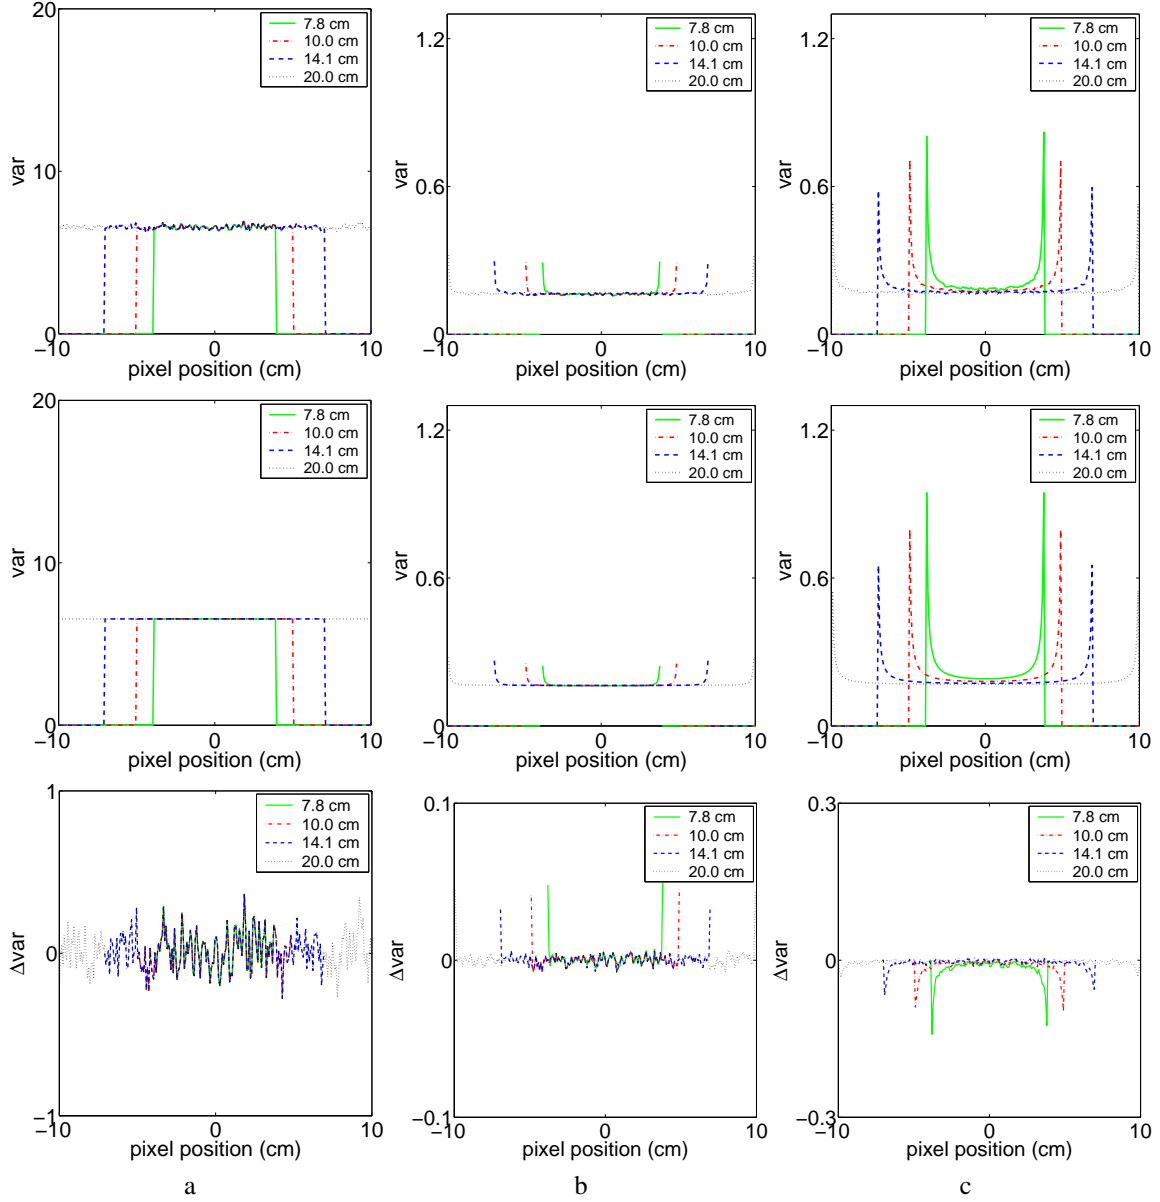 20
10
0
var
−10
0
10
pixel position (cm)
7.8 cm
10.0 cm
14.1 cm
20.0 cm
1.2
0.6
0
var
−10
0
10
pixel position (cm)
7.8 cm
10.0 cm
14.1 cm
20.0 cm
1.2
0.6
0
var
−10
0
10
pixel position (cm)
7.8 cm
10.0 cm
14.1 cm
20.0 cm
20
10
0
var
−10
0
10
pixel position (cm)
7.8 cm
10.0 cm
14.1 cm
20.0 cm
1.2
0.6
0
var
−10
0
10
pixel position (cm)
7.8 cm
10.0 cm
14.1 cm
20.0 cm
1.2
0.6
0
var
−10
0
10
pixel position (cm)
7.8 cm
10.0 cm
14.1 cm
20.0 cm
1
0
−1
Δvar
−10
0
10
pixel position (cm)
7.8 cm
10.0 cm
14.1 cm
20.0 cm
0.1
0
−0.1
Δvar
−10
0
10
pixel position (cm)
7.8 cm
10.0 cm
14.1 cm
20.0 cm
0.3
0
−0.3
Δvar
−10
0
10
pixel position (cm)
7.8 cm
10.0 cm
14.1 cm
20.0 cm
a
b
c